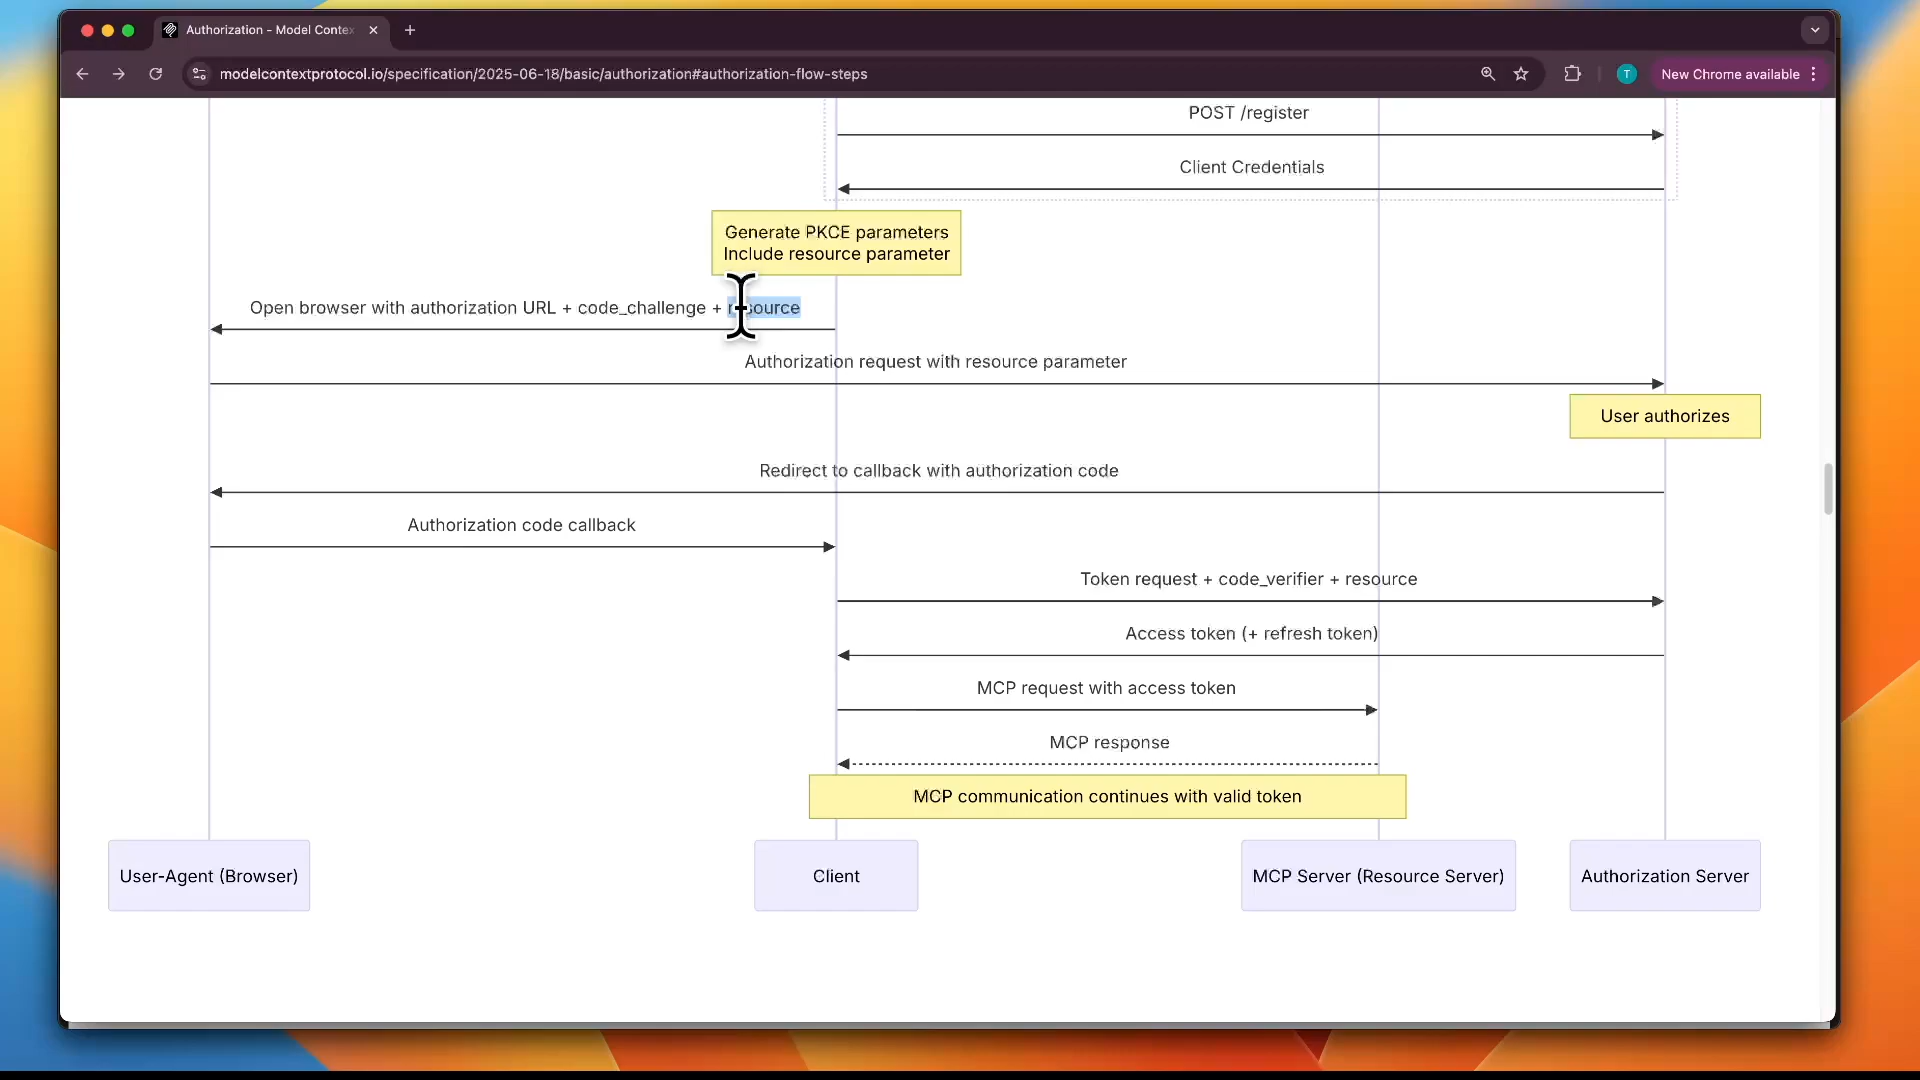 Authorization - Model Contex
modelcontextprotocol.io/specification/2025-06-18/basic/authorization#authorization-flow-steps
T
New Chrome available
POST /register
Client Credentials
Generate PKCE parameters
Include resource parameter
Open browser with authorization URL + code_challenge + resource
Authorization request with resource parameter
User authorizes
Redirect to callback with authorization code
Authorization code callback
Token request + code_verifier + resource
Access token (+ refresh token)
MCP request with access token
MCP response
MCP communication continues with valid token
User-Agent (Browser)
Client
MCP Server (Resource Server)
Authorization Server